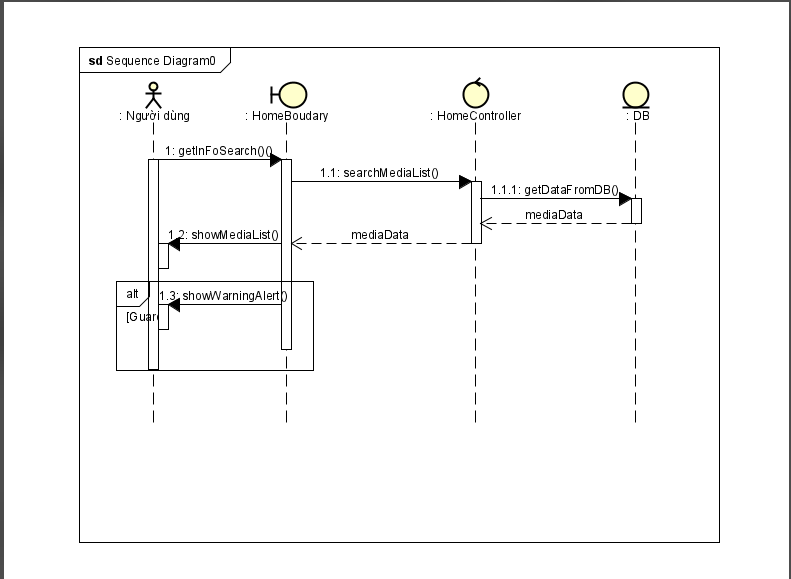 sd Sequence Diagram0
: Người dùng
: HomeBoudary
: HomeController
: DB
1: getInFoSearch()()
1.1: searchMediaList()
1.1.1: getDataFromDB()
mediaData
mediaData
1.2: showMediaList()
alt
1.3: showWarningAlert()
[Guar